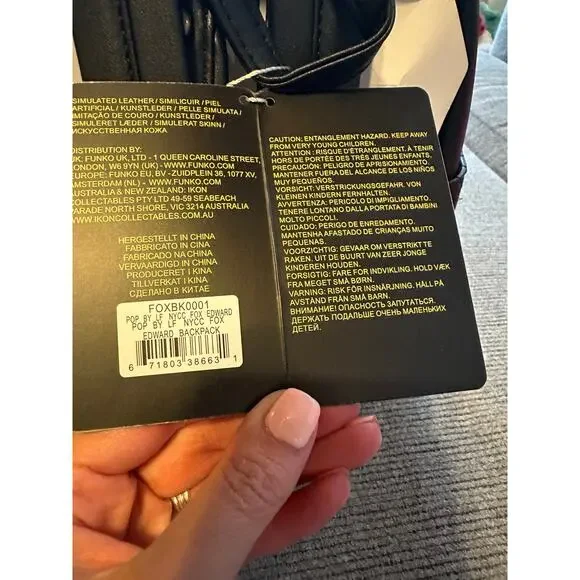 SIMULATED LEATHER / SIMILICUIR / PIEL
ARTIFICIAL / KUNSTLEDER / PELLE SIMULATA /
IMITAÇÃO DE COURO / KUNSTLEDER /
SIMULERET LÆDER / SIMULERAT SKINN /
ИСКУССТВЕННАЯ КОЖА
DISTRIBUTION BY:
UK: FUNKO UK, LTD - 1 QUEEN CAROLINE STREET,
LONDON, W6 9YN (UK) - WWW.FUNKO.COM
EUROPE: FUNKO EU, BV - ZUIDPLEIN 36, 1077 XV,
AMSTERDAM (NL) - WWW.FUNKO.COM
AUSTRALIA & NEW ZEALAND: IKON
COLLECTABLES PTY LTD 49-59 SEABEACH
PARADE NORTH SHORE, VIC 3214 AUSTRALIA
WWW.IKONCOLLECTABLES.COM.AU
HERGESTELLT IN CHINA
FABBRICATO IN CINA
FABRICADO NA CHINA
VERVAARDIGD IN CHINA
PRODUCERET I KINA
TILLVERKAT I KINA
СДЕЛАНО В КИТАЕ
FOXBK0001
POP BY LF NYCC FOX EDWARD
POP BY LF NYCC FOX
EDWARD BACKPACK
6 71803 38663 1
CAUTION: ENTANGLEMENT HAZARD. KEEP AWAY
FROM VERY YOUNG CHILDREN.
ATTENTION : RISQUE D'ÉTRANGLEMENT. À TENIR
HORS DE PORTÉE DES TRÈS JEUNES ENFANTS.
PRECAUCIÓN: PELIGRO DE APRISIONAMIENTO.
MANTENER FUERA DEL ALCANCE DE LOS NIÑOS
MUY PEQUEÑOS.
VORSICHT: VERSTRICKUNGSGEFAHR. VON
KLEINEN KINDERN FERNHALTEN.
AVVERTENZA: PERICOLO DI IMPIGLIAMENTO.
TENERE LONTANO DALLA PORTATA DI BAMBINI
MOLTO PICCOLI.
CUIDADO: PERIGO DE ENREDAMENTO.
MANTENHA AFASTADO DE CRIANÇAS MUITO
PEQUENAS.
VOORZICHTIG: GEVAAR OM VERSTRIKT TE
RAKEN. UIT DE BUURT VAN ZEER JONGE
KINDEREN HOUDEN.
FORSIGTIG: FARE FOR INDVIKLING. HOLD VÆK
FRA MEGET SMÅ BØRN.
VARNING: RISK FÖR INSNÄRJNING. HÅLL PÅ
AVSTÅND FRÅN SMÅ BARN.
ВНИМАНИЕ! ОПАСНОСТЬ ЗАПУТАТЬСЯ.
ДЕРЖАТЬ ПОДАЛЬШЕ ОЧЕНЬ МАЛЕНЬКИХ
ДЕТЕЙ.